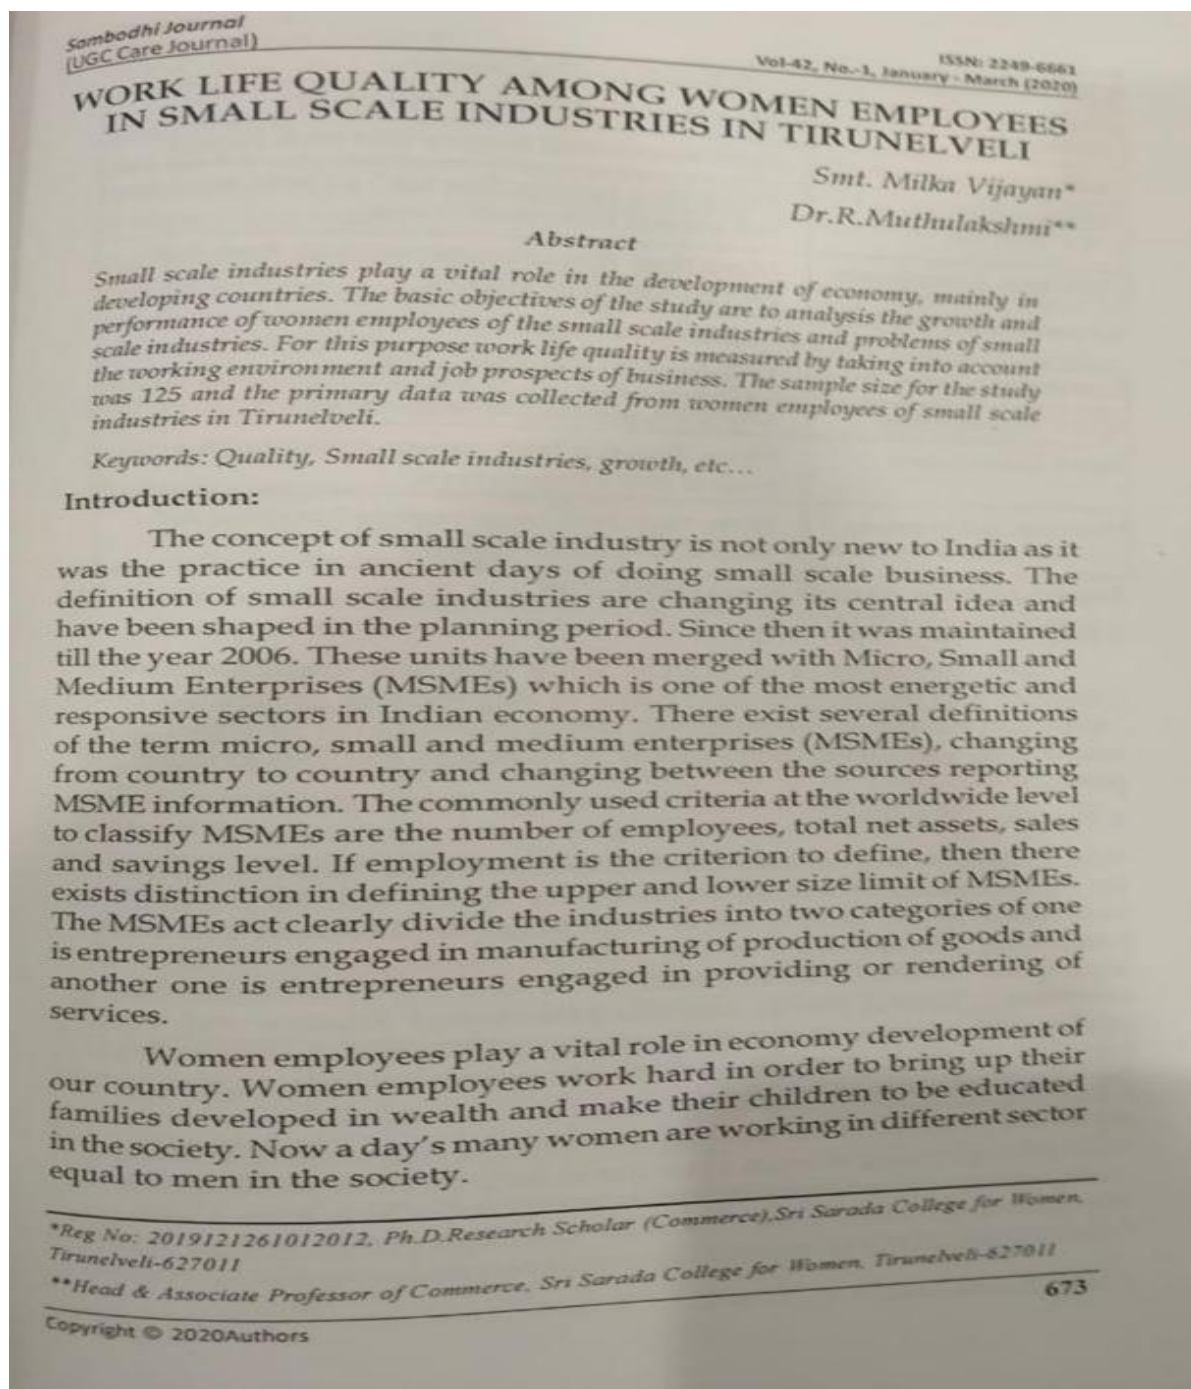 Sambodhi Journal
(UGC Care Journal)
ISSN: 2249-6661
Vol-42, No.-1, January - March (2020)
WORK LIFE QUALITY AMONG WOMEN EMPLOYEES
IN SMALL SCALE INDUSTRIES IN TIRUNELVELI
Smt. Milka Vijayan*
Dr.R.Muthulakshmi**
Abstract
Small scale industries play a vital role in the development of economy, mainly in
developing countries. The basic objectives of the study are to analysis the growth and
performance of women employees of the small scale industries and problems of small
scale industries. For this purpose work life quality is measured by taking into account
the working environment and job prospects of business. The sample size for the study
was 125 and the primary data was collected from women employees of small scale
industries in Tirunelveli.
Keywords: Quality, Small scale industries, growth, etc...
Introduction:
The concept of small scale industry is not only new to India as it
was the practice in ancient days of doing small scale business. The
definition of small scale industries are changing its central idea and
have been shaped in the planning period. Since then it was maintained
till the year 2006. These units have been merged with Micro, Small and
Medium Enterprises (MSMEs) which is one of the most energetic and
responsive sectors in Indian economy. There exist several definitions
of the term micro, small and medium enterprises (MSMEs), changing
from country to country and changing between the sources reporting
MSME information. The commonly used criteria at the worldwide level
to classify MSMEs are the number of employees, total net assets, sales
and savings level. If employment is the criterion to define, then there
exists distinction in defining the upper and lower size limit of MSMEs.
The MSMEs act clearly divide the industries into two categories of one
is entrepreneurs engaged in manufacturing of production of goods and
another one is entrepreneurs engaged in providing or rendering of
services.
Women employees play a vital role in economy development of
our country. Women employees work hard in order to bring up their
families developed in wealth and make their children to be educated
in the society. Now a day's many women are working in different sector
equal to men in the society.
*Reg No: 2019121261012012, Ph.D.Research Scholar (Commerce),Sri Sarada College for Women,
Tirunelveli-627011
**Head & Associate Professor of Commerce, Sri Sarada College for Women, Tirunelveli-627011
673
Copyright © 2020Authors